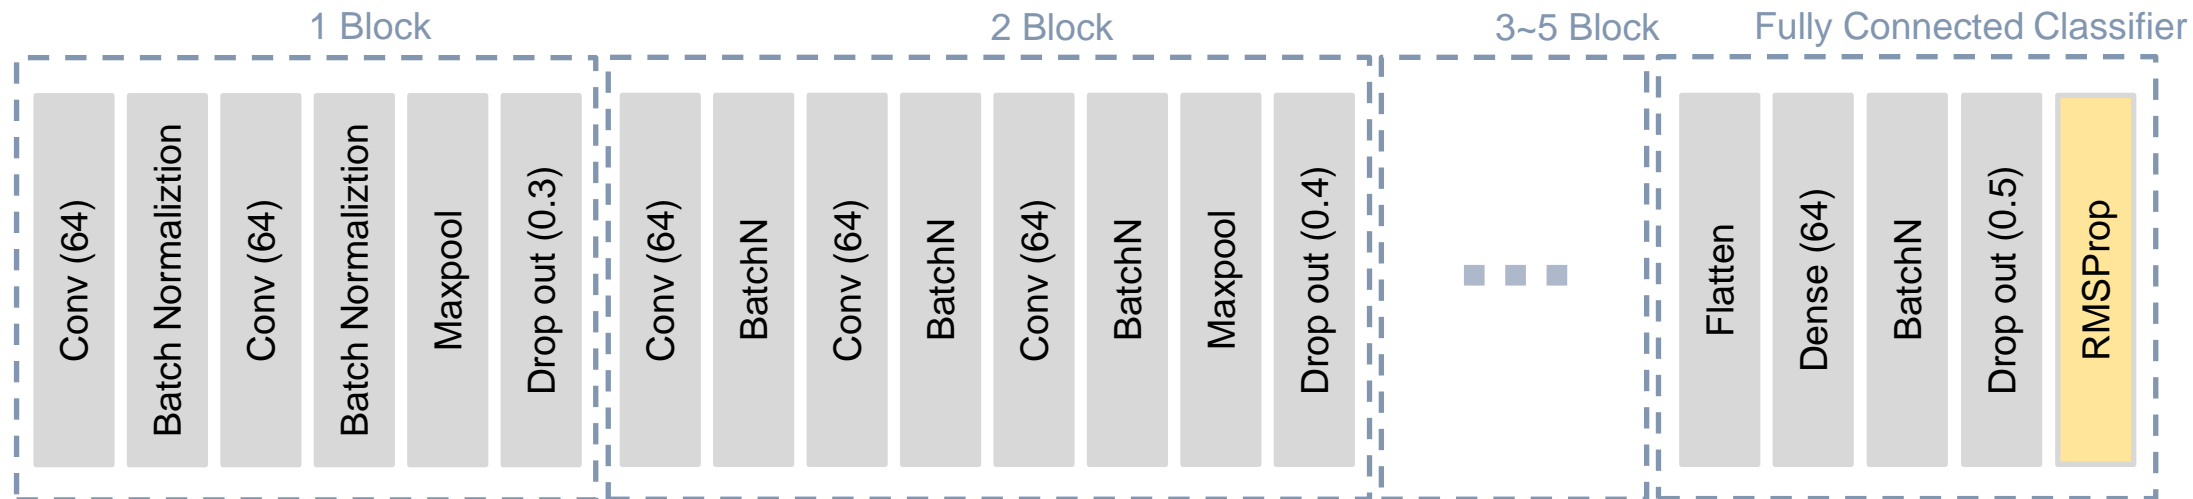 1 Block
2 Block
3~5 Block
Fully Connected Classifier
Conv (64)
Batch Normaliztion
Conv (64)
Batch Normaliztion
Maxpool
Drop out (0.3)
Conv (64)
BatchN
Conv (64)
BatchN
Conv (64)
BatchN
Maxpool
Drop out (0.4)
Flatten
Dense (64)
BatchN
Drop out (0.5)
RMSProp